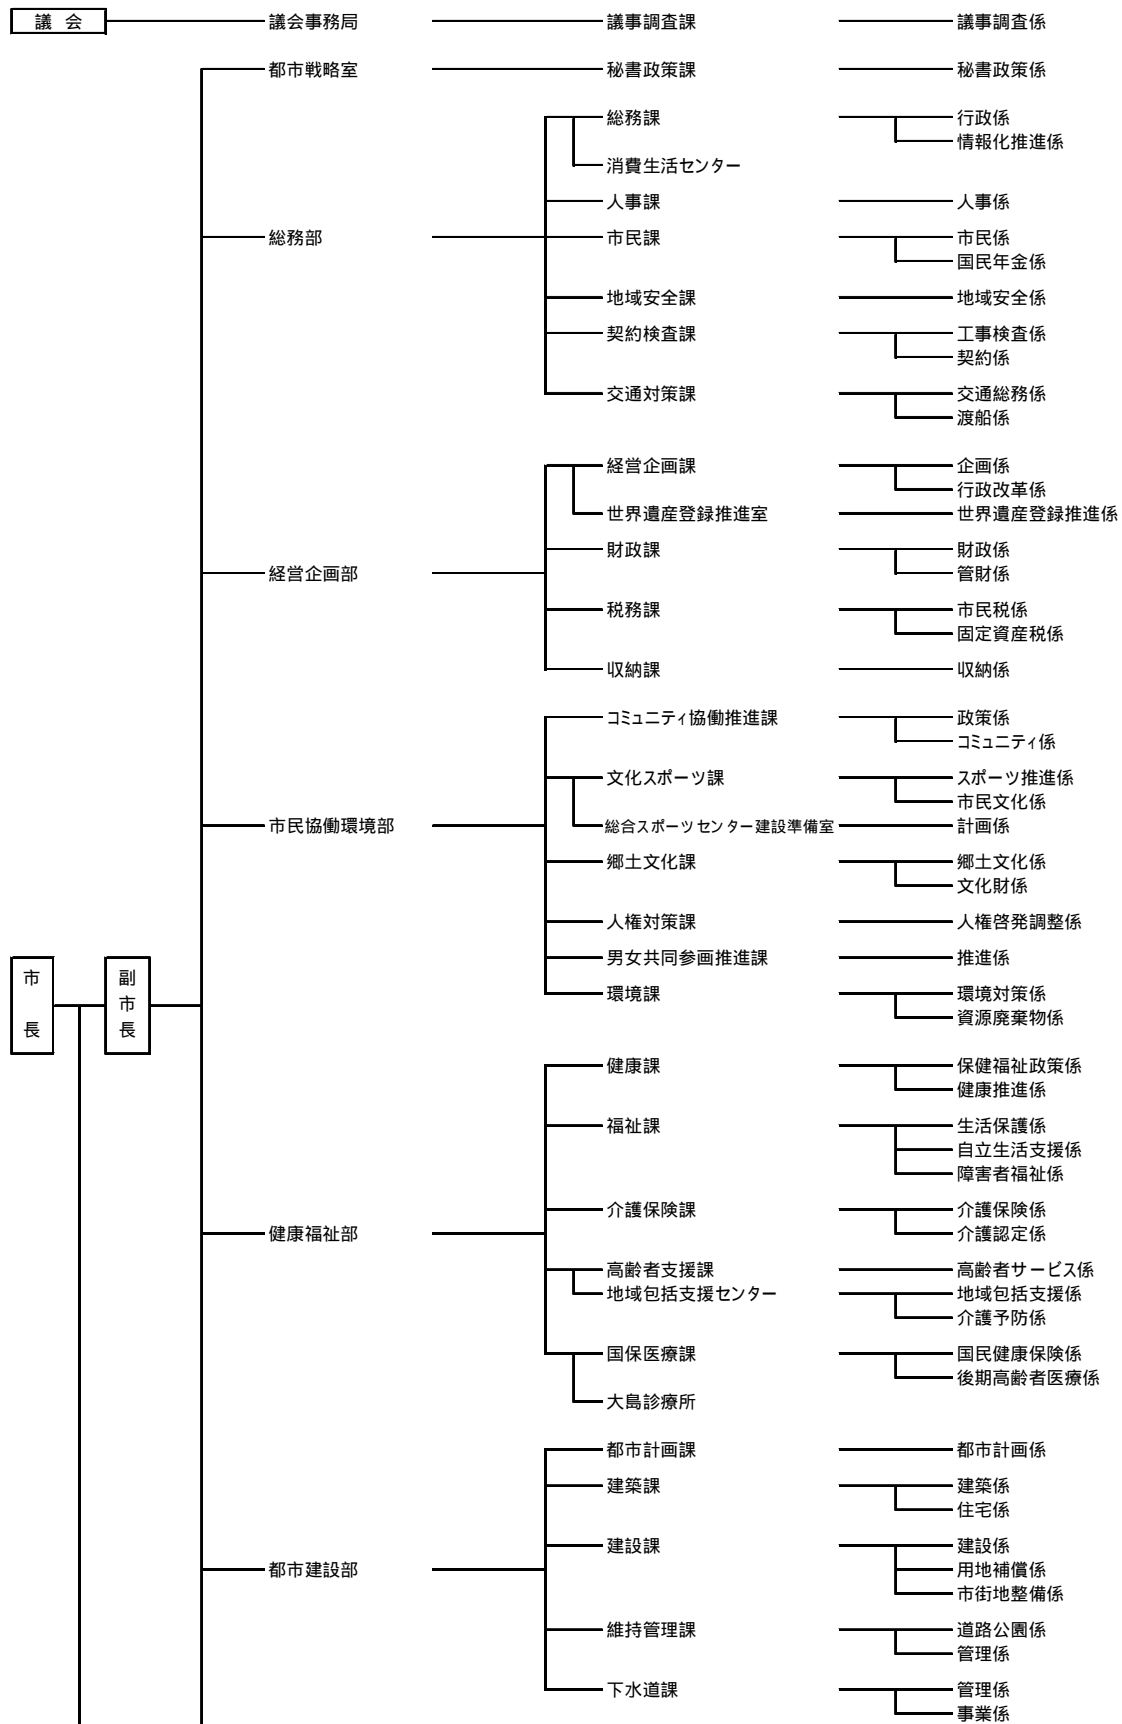 議 会 議会事務局 議事調査課 議事調査係
都市戦略室 秘書政策課 秘書政策係
総務課 行政係
情報化推進係
消費生活センター
人事課 人事係
総務部 市民課 市民係
国民年金係
地域安全課 地域安全係
契約検査課 工事検査係
契約係
交通対策課 交通総務係
渡船係
経営企画課 企画係
行政改革係
世界遺産登録推進室 世界遺産登録推進係
財政課 財政係
経営企画部 管財係
税務課 市民税係
固定資産税係
収納課 収納係
コミュニティ協働推進課 政策係
コミュニティ係
文化スポーツ課 スポーツ推進係
市民文化係
市民協働環境部 総合スポーツセンター建設準備室 計画係
郷土文化課 郷土文化係
文化財係
人権対策課 人権啓発調整係
男女共同参画推進課 推進係
市長 副市長 環境課 環境対策係
資源廃棄物係
健康課 保健福祉政策係
健康推進係
福祉課 生活保護係
自立生活支援係
障害者福祉係
介護保険課 介護保険係
健康福祉部 介護認定係
高齢者支援課 高齢者サービス係
地域包括支援センター 地域包括支援係
介護予防係
国保医療課 国民健康保険係
後期高齢者医療係
大島診療所
都市計画課 都市計画係
建築課 建築係
住宅係
建設課 建設係
都市建設部 用地補償係
市街地整備係
維持管理課 道路公園係
管理係
下水道課 管理係
事業係